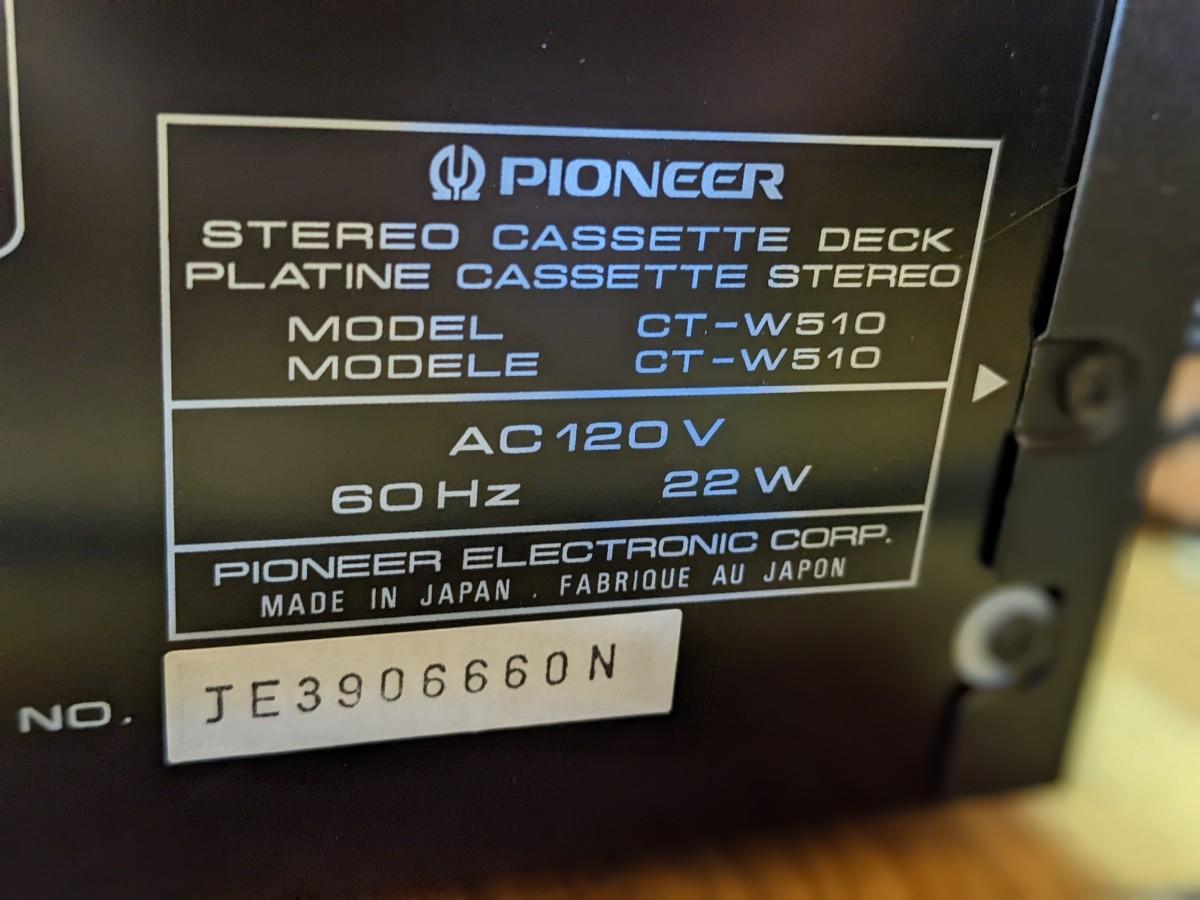 PIONEER
STEREO CASSETTE DECK
PLATINE CASSETTE STEREO
MODEL CT-W510
MODELE CT-W510
AC 120 V
60 Hz 22 W
PIONEER ELECTRONIC CORP.
MADE IN JAPAN . FABRIQUE AU JAPON
NO. JE3906660N